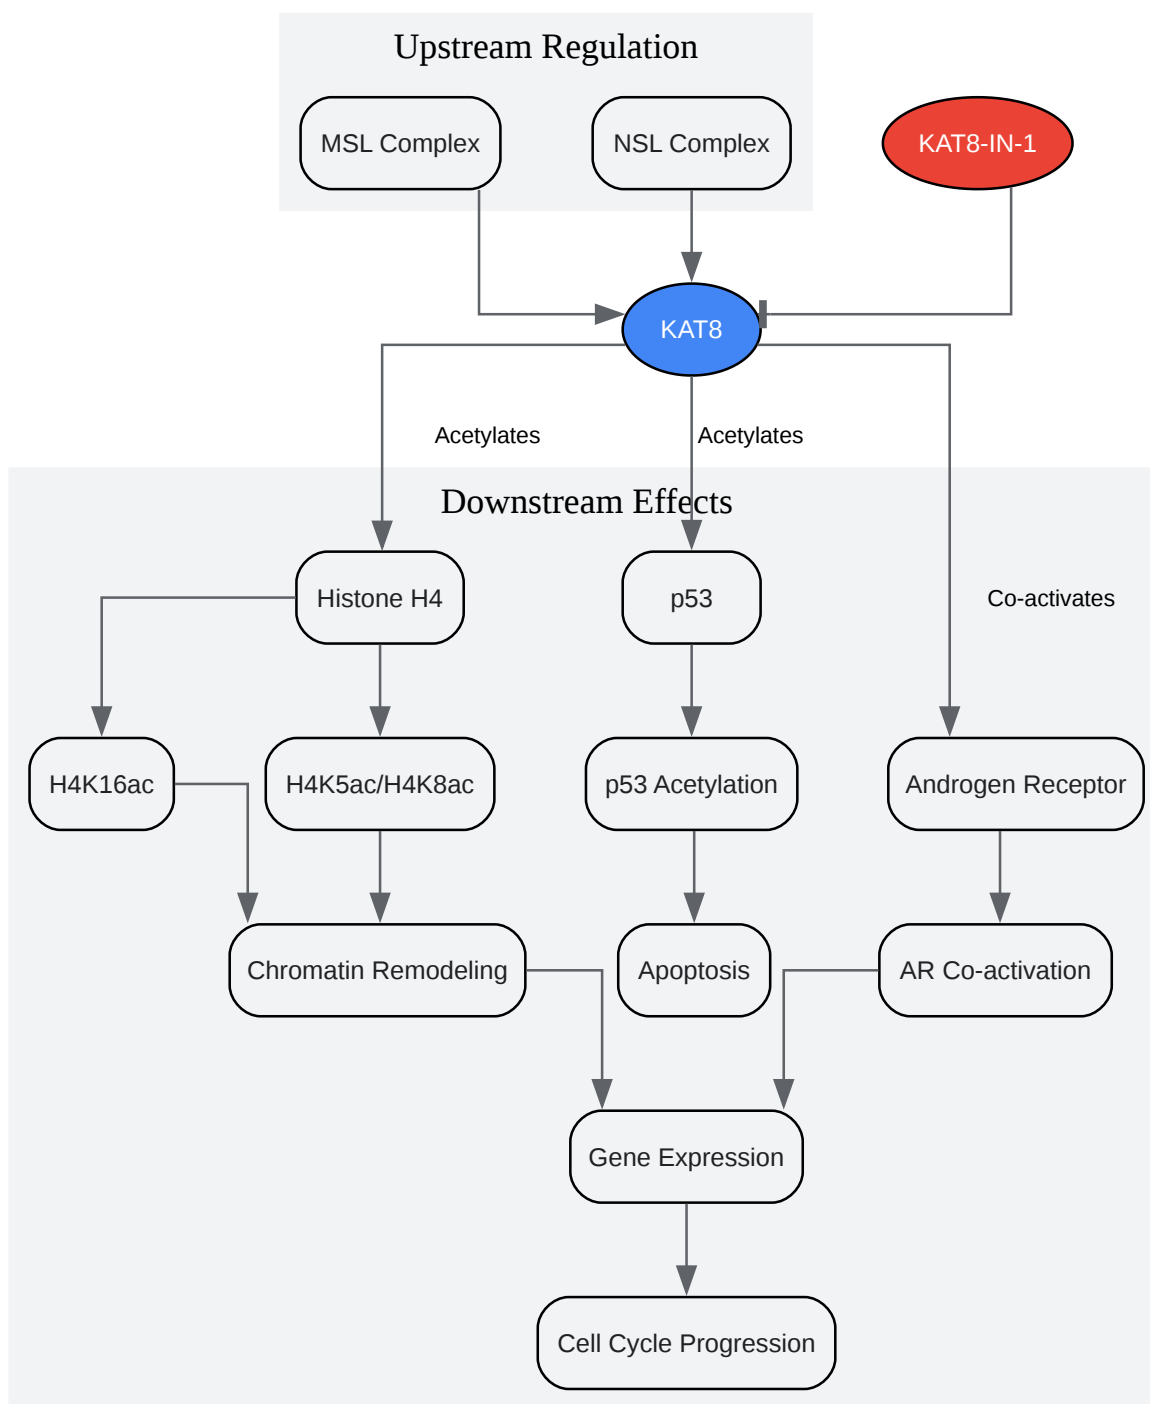 Upstream Regulation
MSL Complex
NSL Complex
KAT8-IN-1
KAT8
Acetylates
Acetylates
Downstream Effects
Histone H4
p53
Co-activates
H4K16ac
H4K5ac/H4K8ac
p53 Acetylation
Androgen Receptor
Chromatin Remodeling
Apoptosis
AR Co-activation
Gene Expression
Cell Cycle Progression